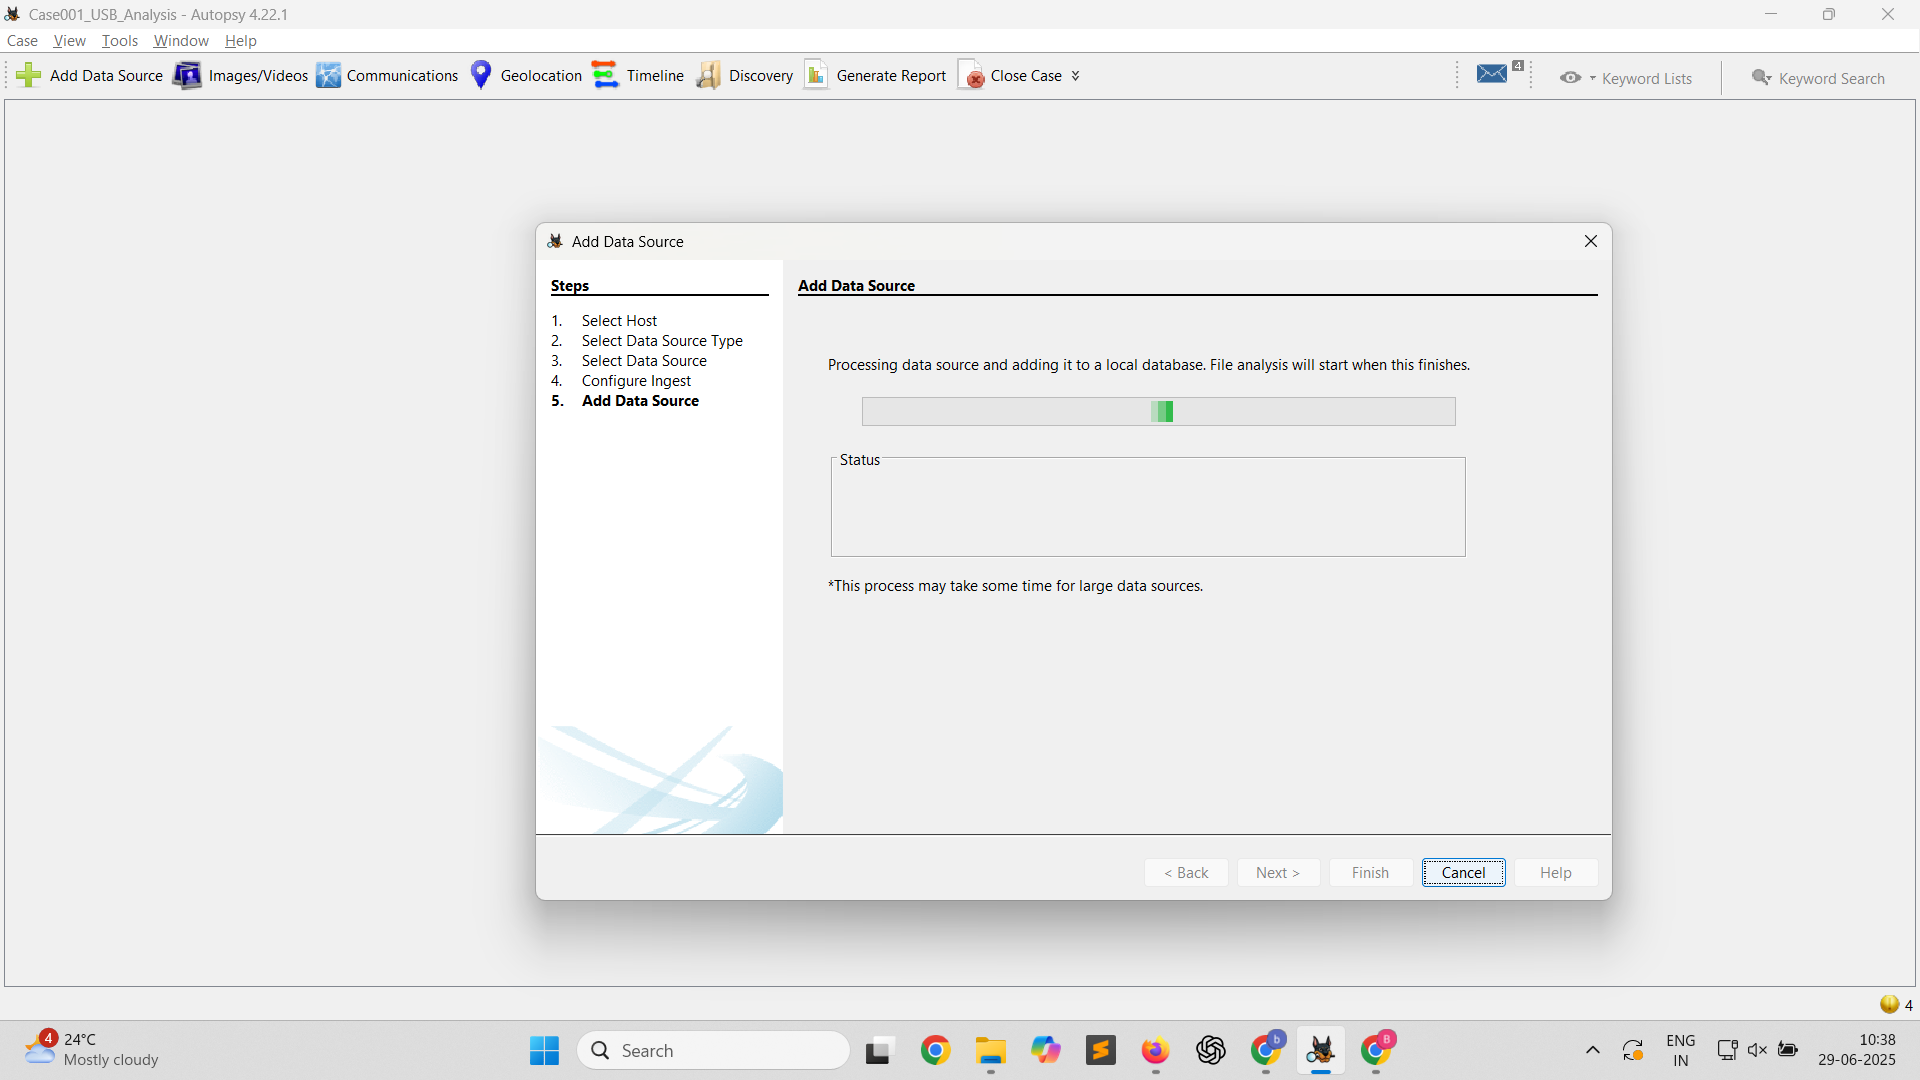 Case001_USB_Analysis - Autopsy 4.22.1
Case View Tools Window Help
Add Data Source Images/Videos Communications Geolocation Timeline Discovery Generate Report Close Case 4 Keyword Lists Keyword Search
Add Data Source
Steps
1. Select Host
2. Select Data Source Type
3. Select Data Source
4. Configure Ingest
5. Add Data Source
Add Data Source
Processing data source and adding it to a local database. File analysis will start when this finishes.
Status
*This process may take some time for large data sources.
< Back Next > Finish Cancel Help
4
4
24°C
Mostly cloudy
Search
b
B
ENG
IN
10:38
29-06-2025